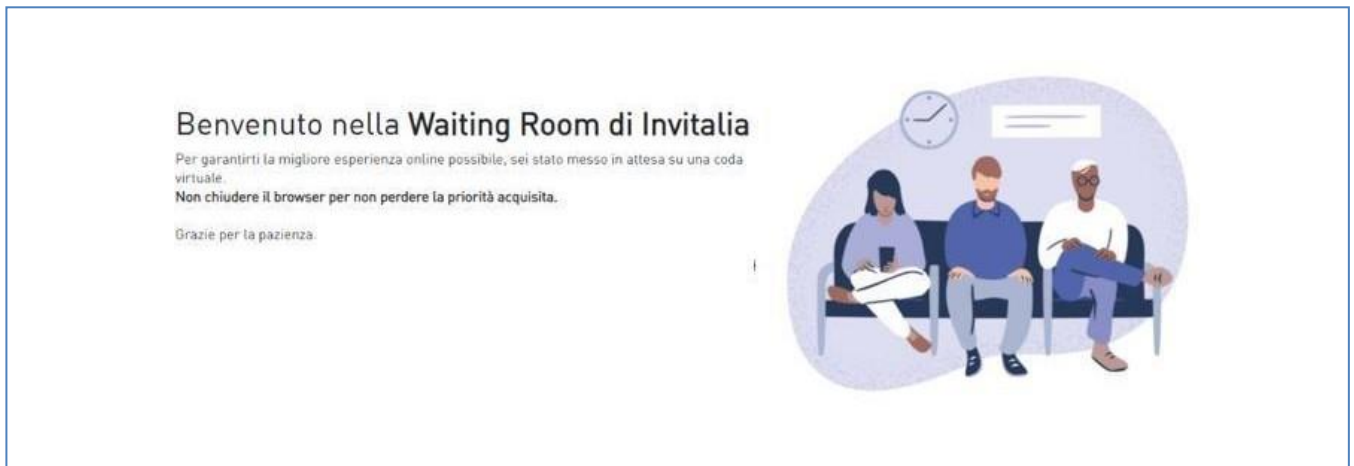 Benvenuto nella Waiting Room di Invitalia
Per garantirti la migliore esperienza online possibile, sei stato messo in attesa su una coda
virtuale.
Non chiudere il browser per non perdere la priorità acquisita.
Grazie per la pazienza.